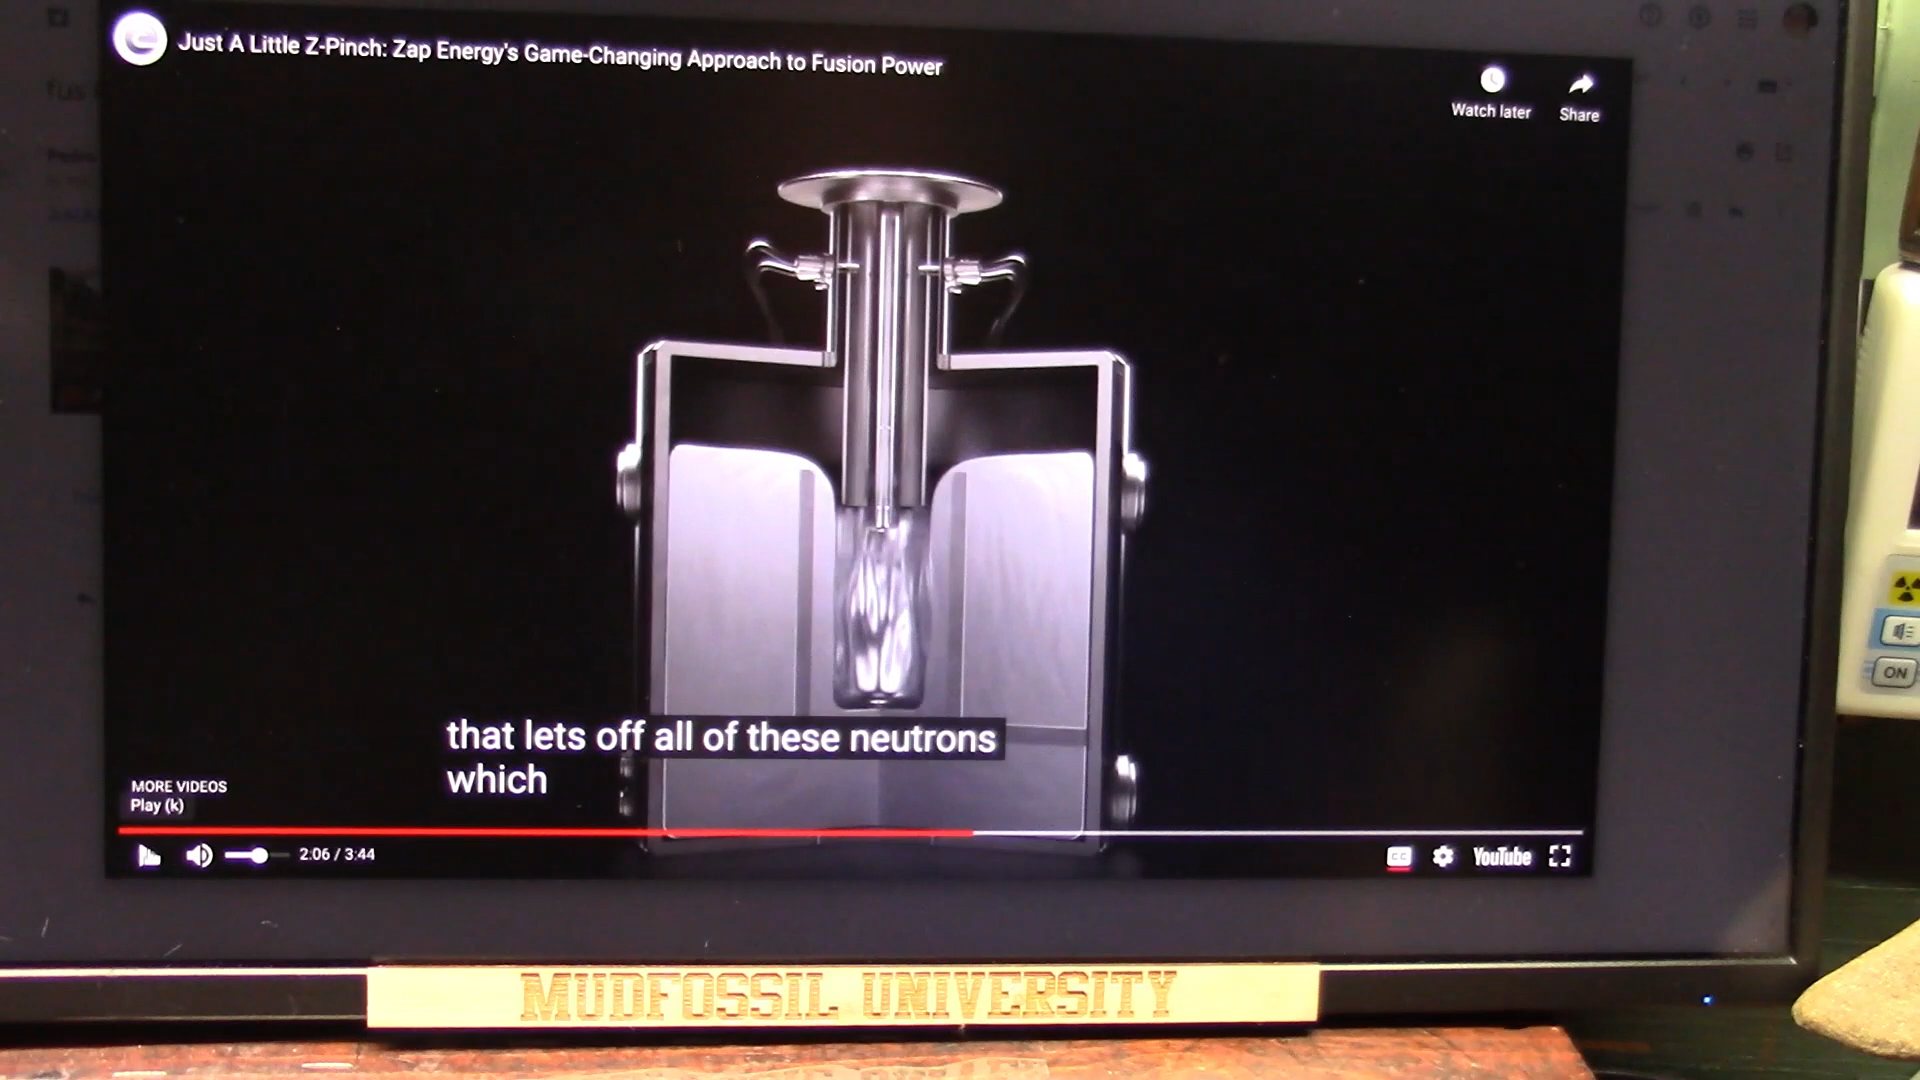 Just A Little Z-Pinch: Zap Energy's Game-Changing Approach to Fusion Power
Watch later
Share
that lets off all of these neutrons
which
MORE VIDEOS
Play (k)
2:06 / 3:44
CC
YouTube
ON
MUDFOSSIL UNIVERSITY